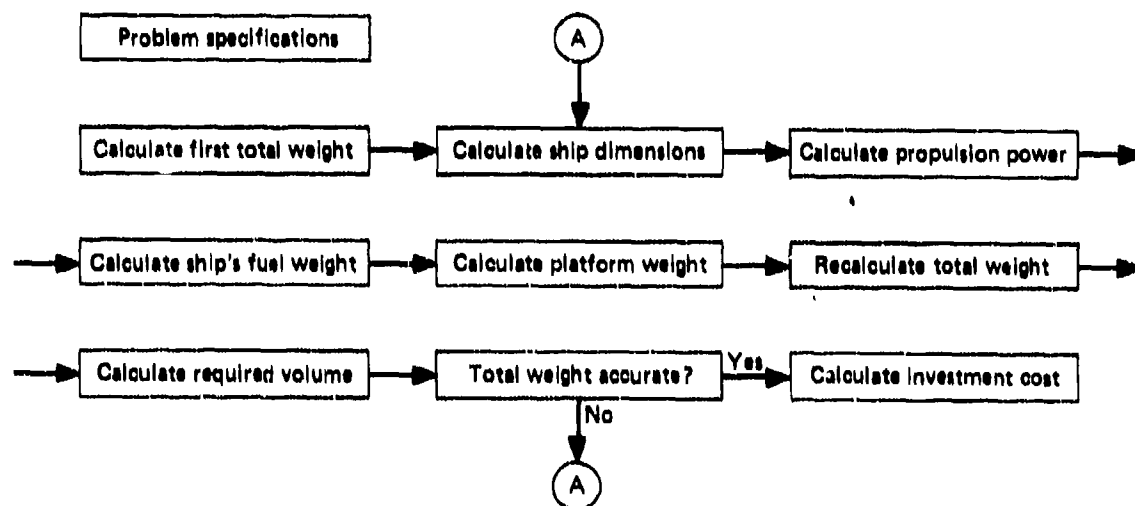 Problem specifications
A
Calculate first total weight
Calculate ship dimensions
Calculate propulsion power
Calculate ship's fuel weight
Calculate platform weight
Recalculate total weight
Calculate required volume
Total weight accurate?
Yes
Calculate investment cost
No
A